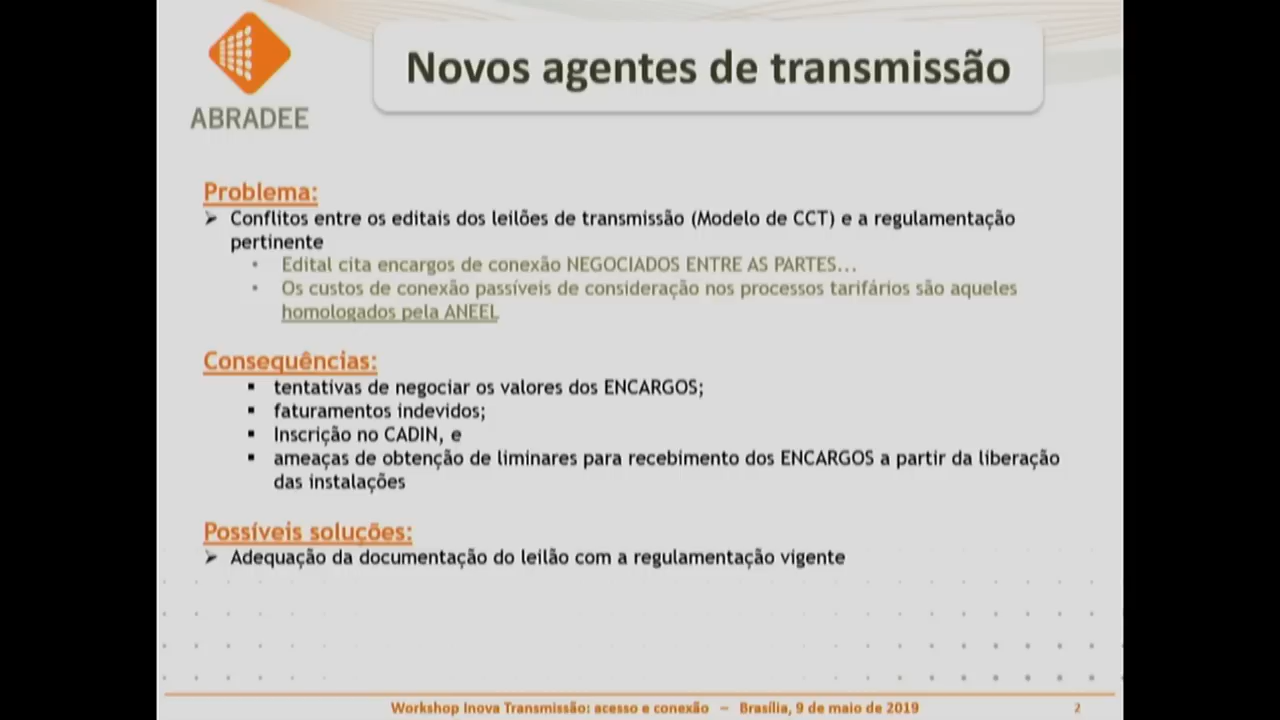 ABRADEE
Novos agentes de transmissão
Problema:
➢ Conflitos entre os editais dos leilões de transmissão (Modelo de CCT) e a regulamentação
pertinente
• Edital cita encargos de conexão NEGOCIADOS ENTRE AS PARTES...
• Os custos de conexão passíveis de consideração nos processos tarifários são aqueles
homologados pela ANEEL
Consequências:
▪ tentativas de negociar os valores dos ENCARGOS;
▪ faturamentos indevidos;
▪ Inscrição no CADIN, e
▪ ameaças de obtenção de liminares para recebimento dos ENCARGOS a partir da liberação
das instalações
Possíveis soluções:
➢ Adequação da documentação do leilão com a regulamentação vigente
Workshop Inova Transmissão: acesso e conexão – Brasília, 9 de maio de 2019
2